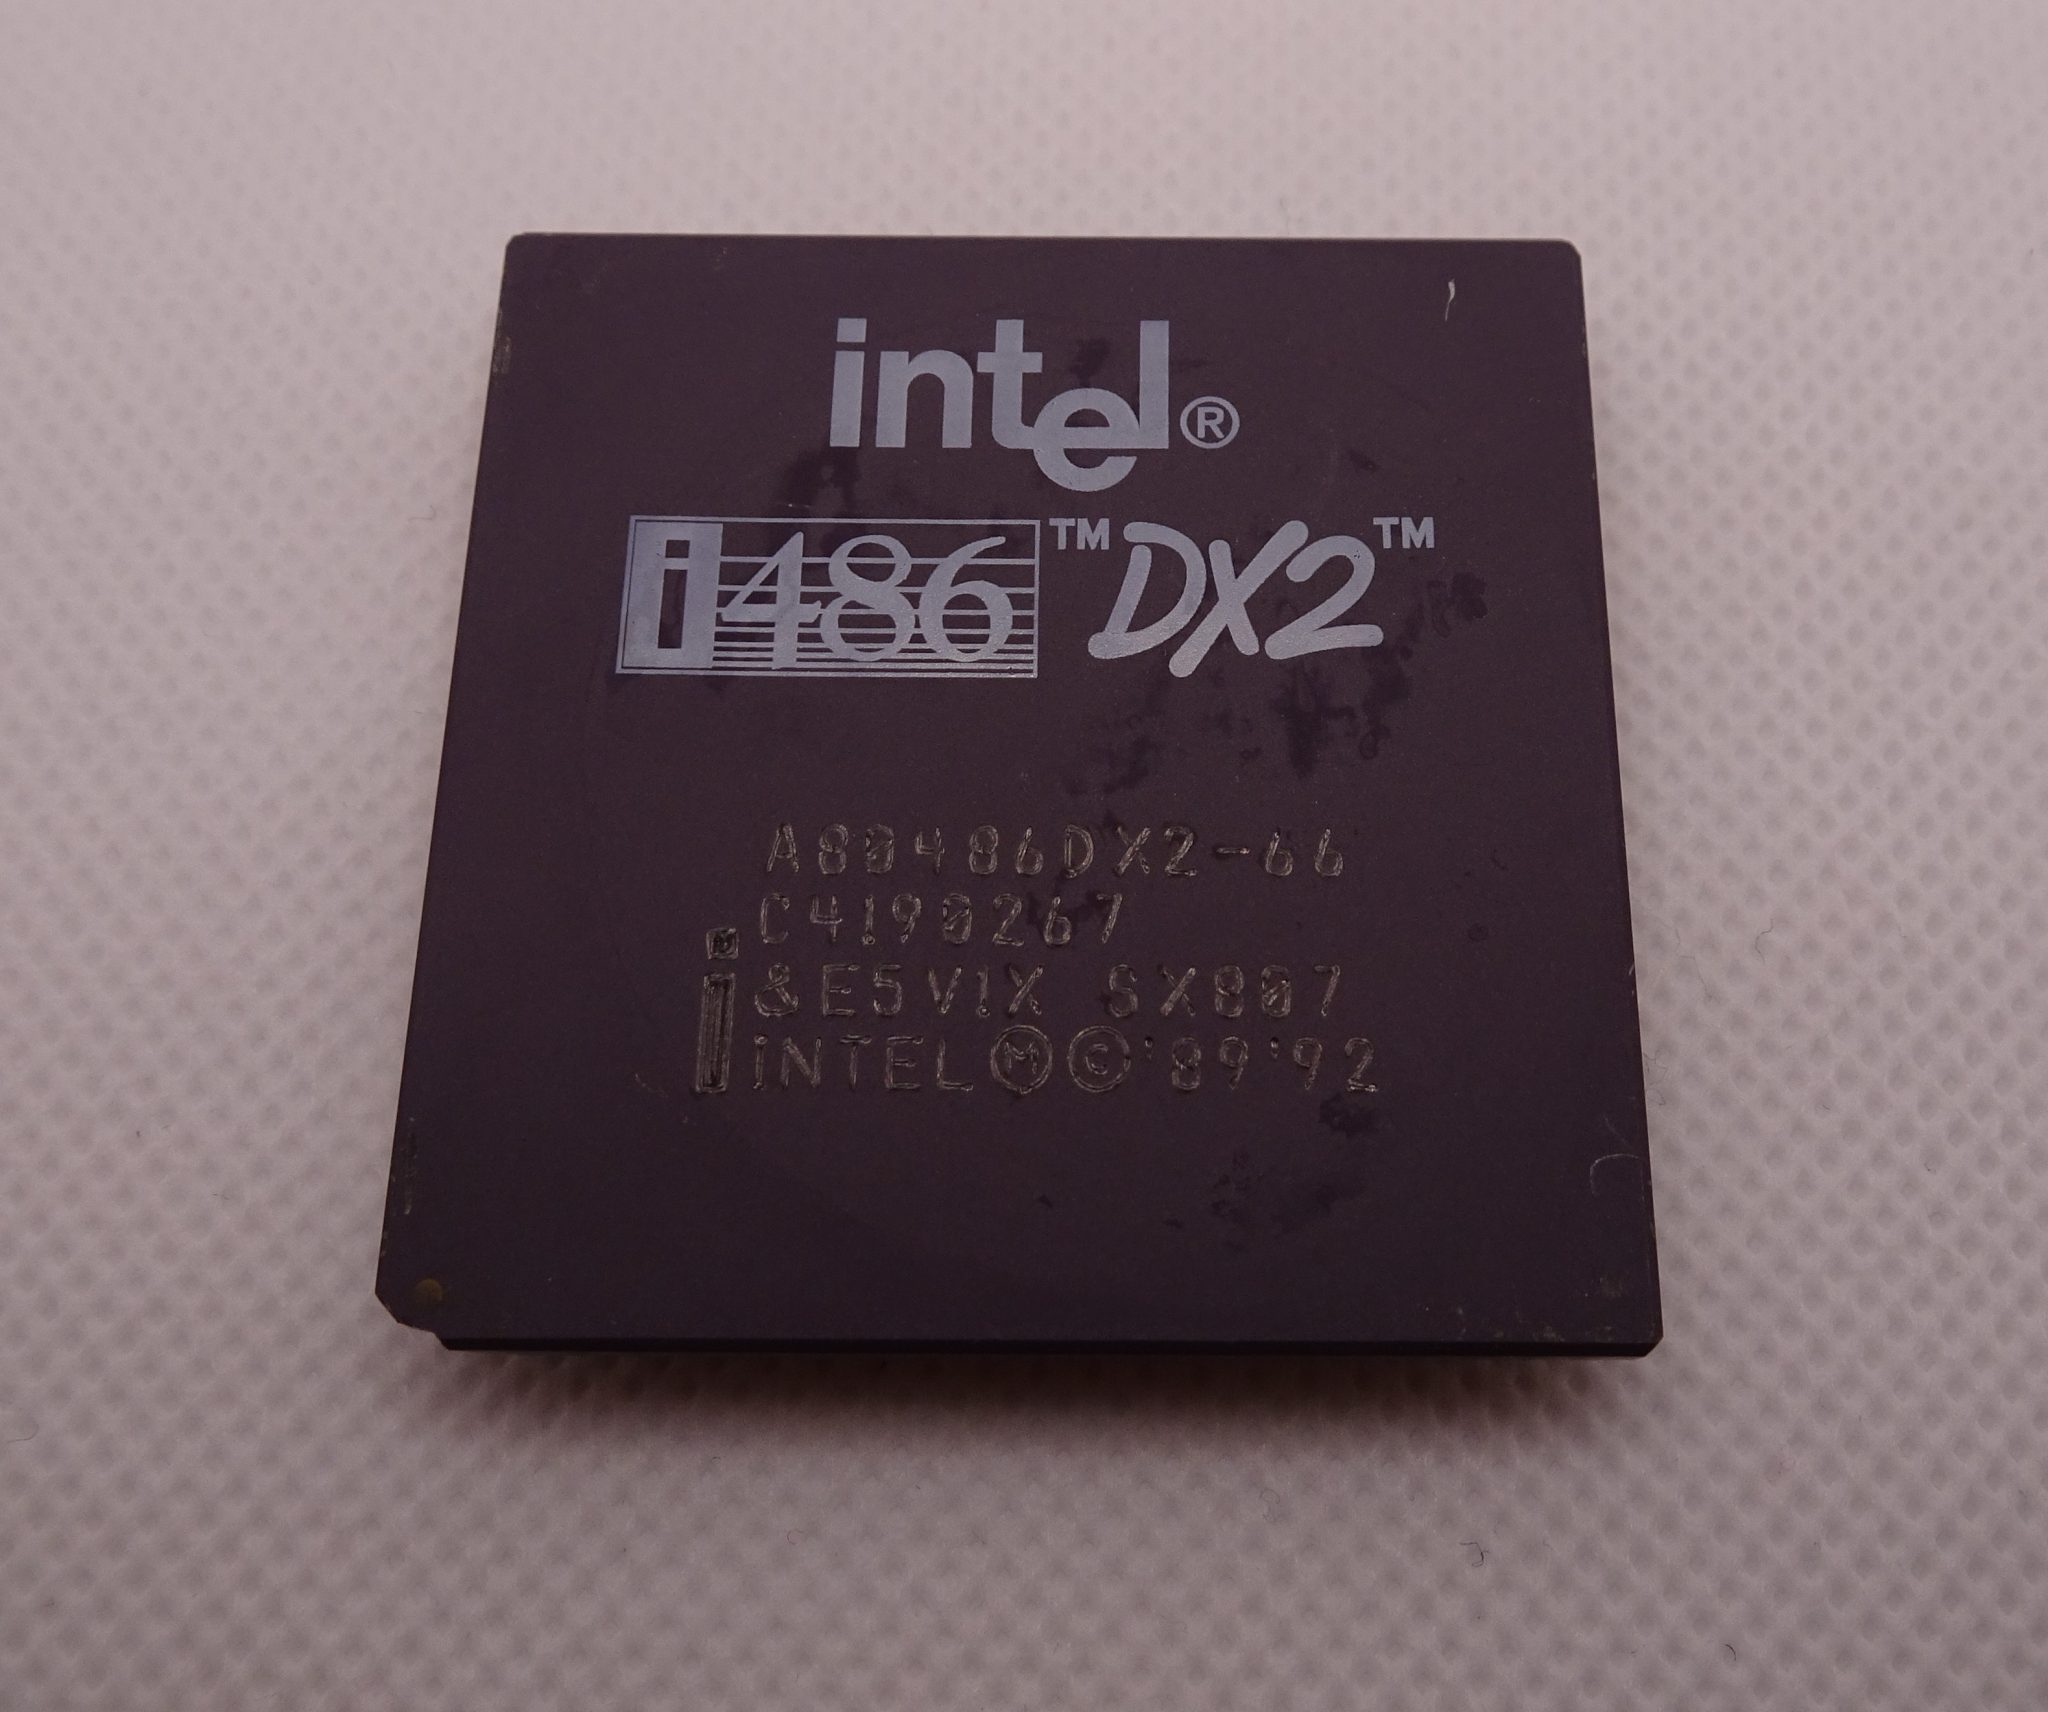 intel®
i486™ DX2™
A80486DX2-66
C4190267
&E5V1X SX807
iNTEL Ⓜ © '89 '92